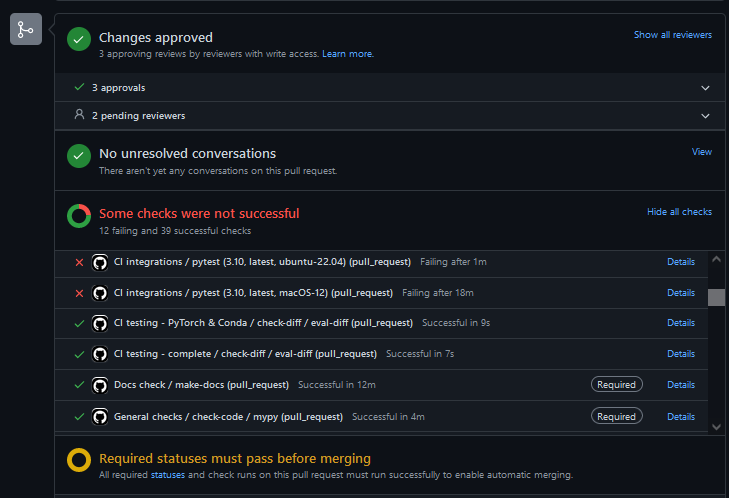 Changes approved
Show all reviewers
3 approving reviews by reviewers with write access. Learn more.
3 approvals
2 pending reviewers
No unresolved conversations
View
There aren't yet any conversations on this pull request.
Some checks were not successful
Hide all checks
12 failing and 39 successful checks
CI integrations / pytest (3.10, latest, ubuntu-22.04) (pull_request) Failing after 1m Details
CI integrations / pytest (3.10, latest, macOS-12) (pull_request) Failing after 18m Details
CI testing - PyTorch & Conda / check-diff / eval-diff (pull_request) Successful in 9s Details
CI testing - complete / check-diff / eval-diff (pull_request) Successful in 7s Details
Docs check / make-docs (pull_request) Successful in 12m Required Details
General checks / check-code / mypy (pull_request) Successful in 4m Required Details
Required statuses must pass before merging
All required statuses and check runs on this pull request must run successfully to enable automatic merging.